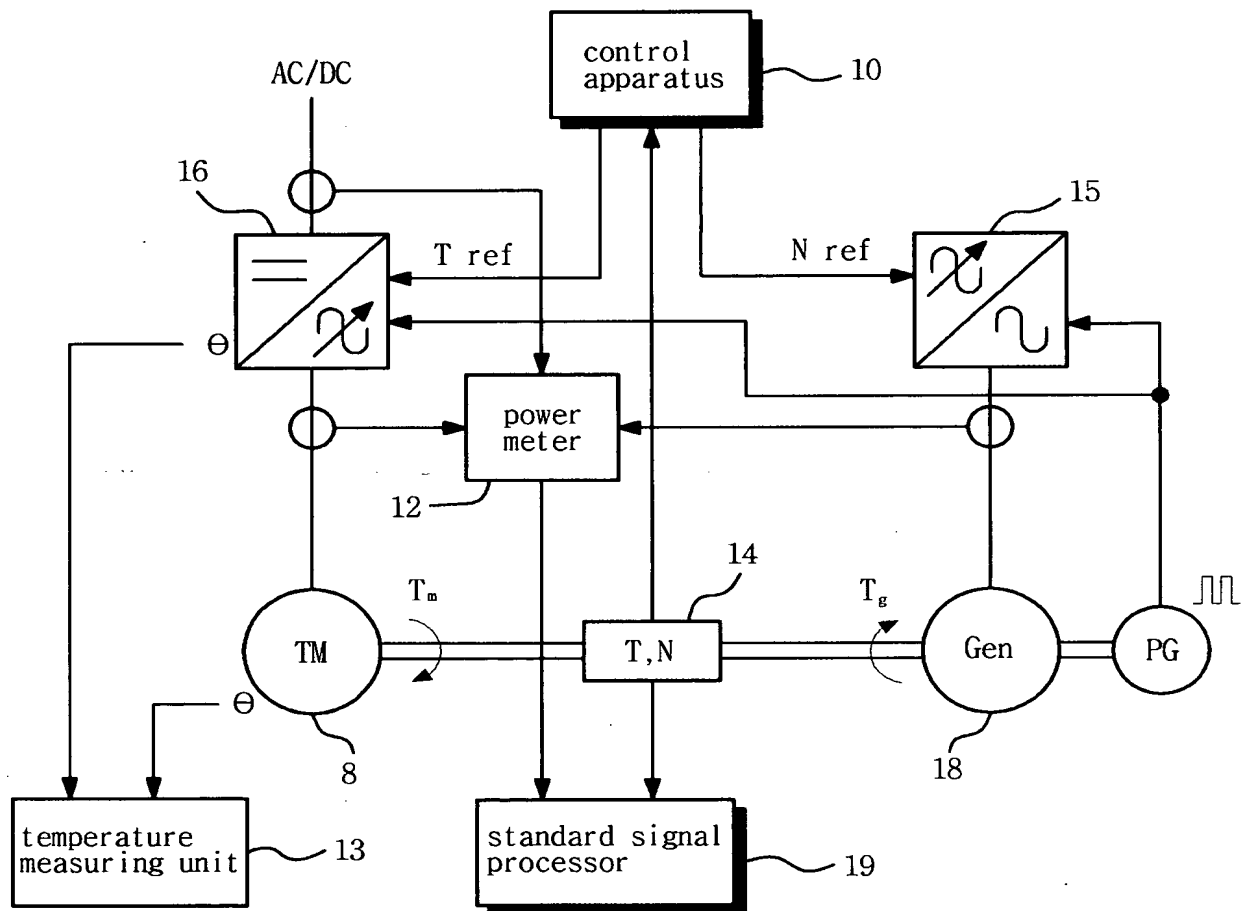 control
apparatus
10
AC/DC
16
15
T ref
N ref
Θ
power
meter
12
14
Tm
Tg
TM
T,N
Gen
PG
Θ
8
18
temperature
measuring unit
13
standard signal
processor
19